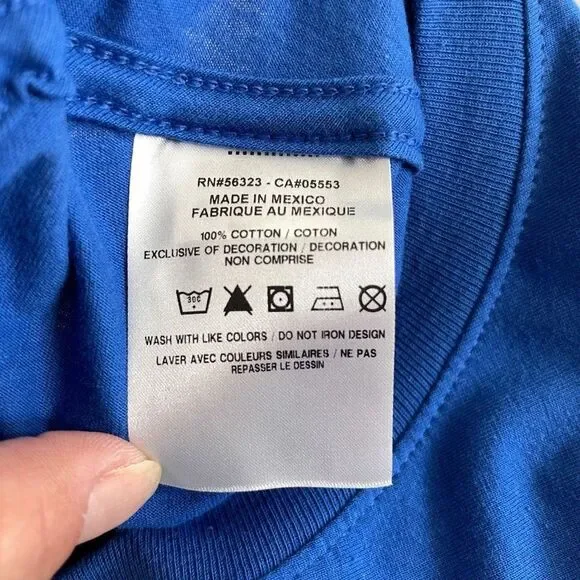 RN#56323 - CA#05553
MADE IN MEXICO
FABRIQUE AU MEXIQUE
100% COTTON / COTON
EXCLUSIVE OF DECORATION / DECORATION
NON COMPRISE
30C
WASH WITH LIKE COLORS / DO NOT IRON DESIGN
LAVER AVEC COULEURS SIMILAIRES / NE PAS
REPASSER LE DESSIN